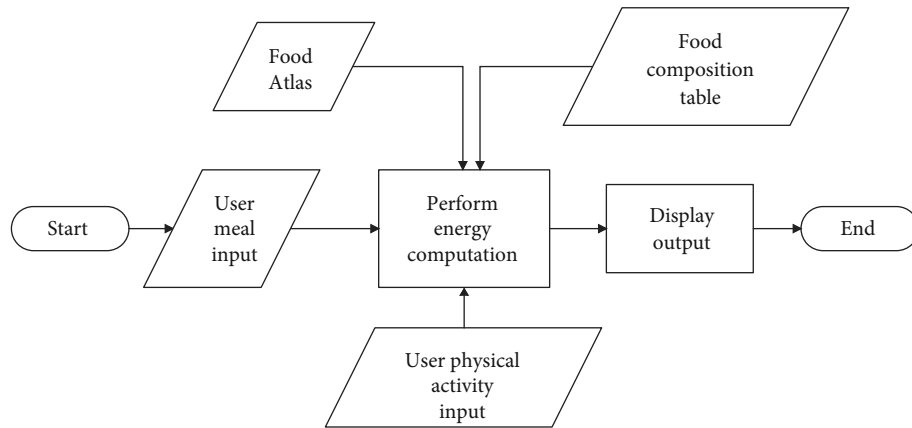 Food
Atlas
Food
composition
table
Start
User
meal
input
Perform
energy
computation
Display
output
End
User physical
activity
input